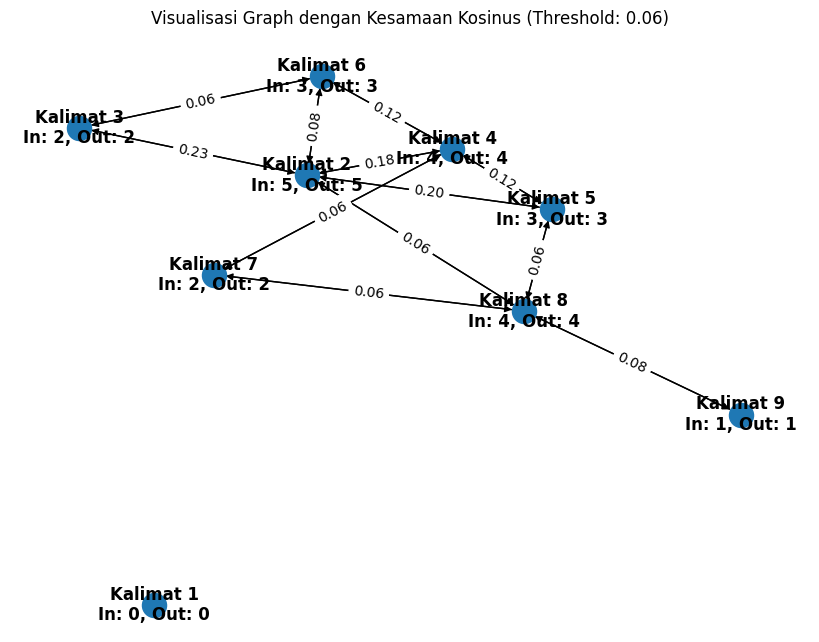 Visualisasi Graph dengan Kesamaan Kosinus (Threshold: 0.06)
Kalimat 6
In: 3, Out: 3
0.06
0.12
Kalimat 3
In: 2, Out: 2
0.08
Kalimat 4
In: 4, Out: 4
0.23
0.18
Kalimat 2
In: 5, Out: 5
0.12
0.20
Kalimat 5
In: 3, Out: 3
0.06
0.06
Kalimat 7
In: 2, Out: 2
0.06
0.06
Kalimat 8
In: 4, Out: 4
0.08
Kalimat 9
In: 1, Out: 1
Kalimat 1
In: 0, Out: 0